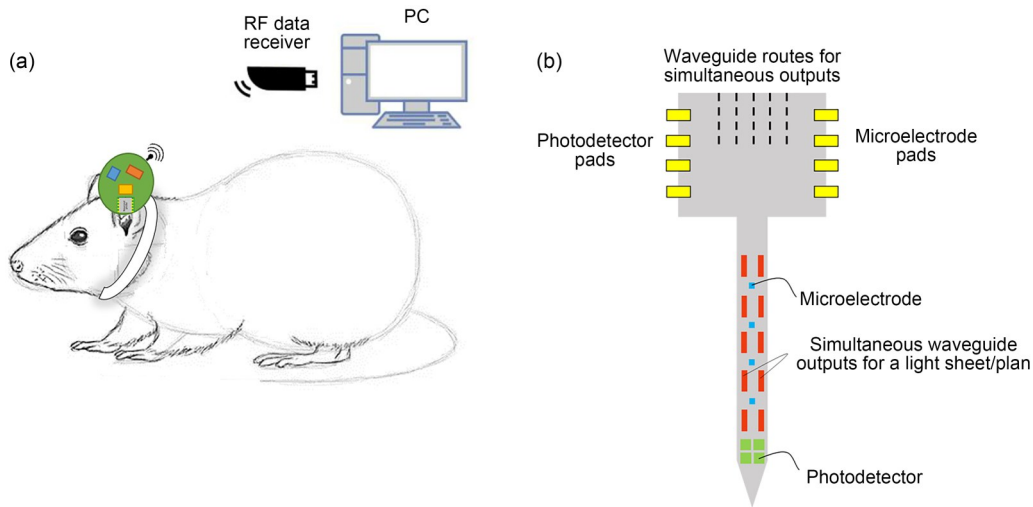 (a)
RF data
receiver
PC
(b)
Waveguide routes for
simultaneous outputs
Photodetector
pads
Microelectrode
pads
Microelectrode
Simultaneous waveguide
outputs for a light sheet/plan
Photodetector